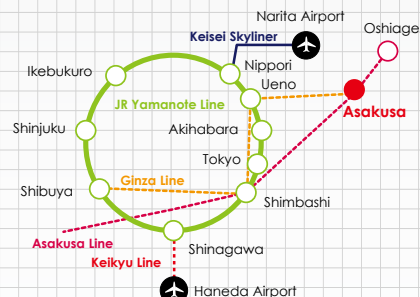 Narita Airport
Oshiage
Keisei Skyliner
Nippori
Ikebukuro
Ueno
JR Yamanote Line
Asakusa
Shinjuku
Akihabara
Tokyo
Ginza Line
Shibuya
Shimbashi
Asakusa Line
Shinagawa
Keikyu Line
Haneda Airport